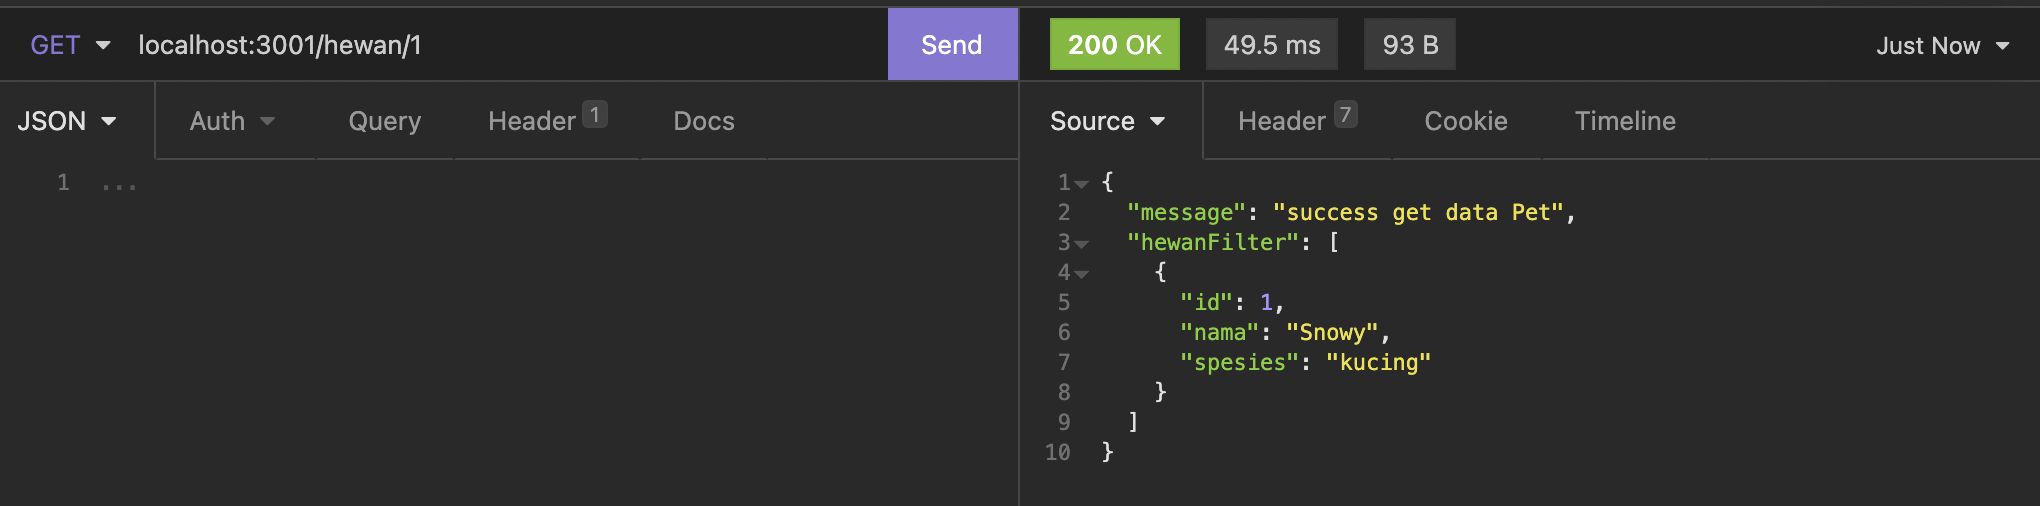 GET localhost:3001/hewan/1 Send 200 OK 49.5 ms 93 B Just Now
JSON Auth Query Header 1 Docs Source Header 7 Cookie Timeline
1 ...
1 {
2 "message": "success get data Pet",
3 "hewanFilter": [
4 {
5 "id": 1,
6 "nama": "Snowy",
7 "spesies": "kucing"
8 }
9 ]
10 }